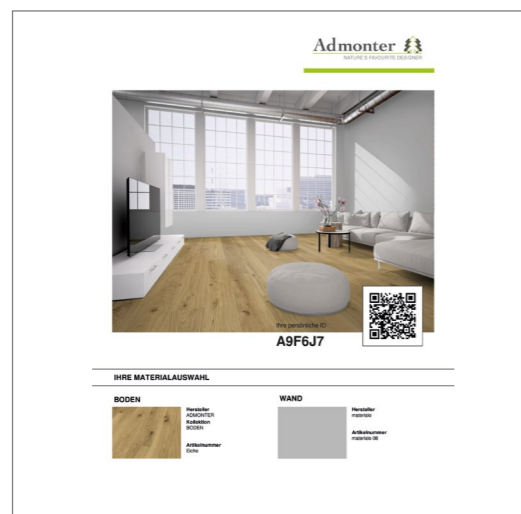 Admonter
NATURE'S FAVOURITE DESIGNER
Ihre persönliche ID:
A9F6J7
IHRE MATERIALAUSWAHL
BODEN
Hersteller
ADMONTER
Kollektion
BODEN
Artikelnummer
Eiche
WAND
Hersteller
materialo
Artikelnummer
materialo-98